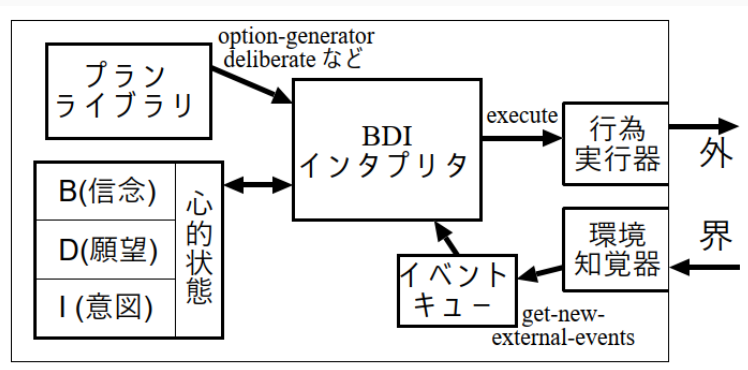 option-generator
deliberate など
プラン
ライブラリ
BDI
インタプリタ
execute
行為
実行器
外
B(信念)
D(願望)
I (意図)
心的状態
環境
知覚器
界
イベント
キュー
get-new-
external-events